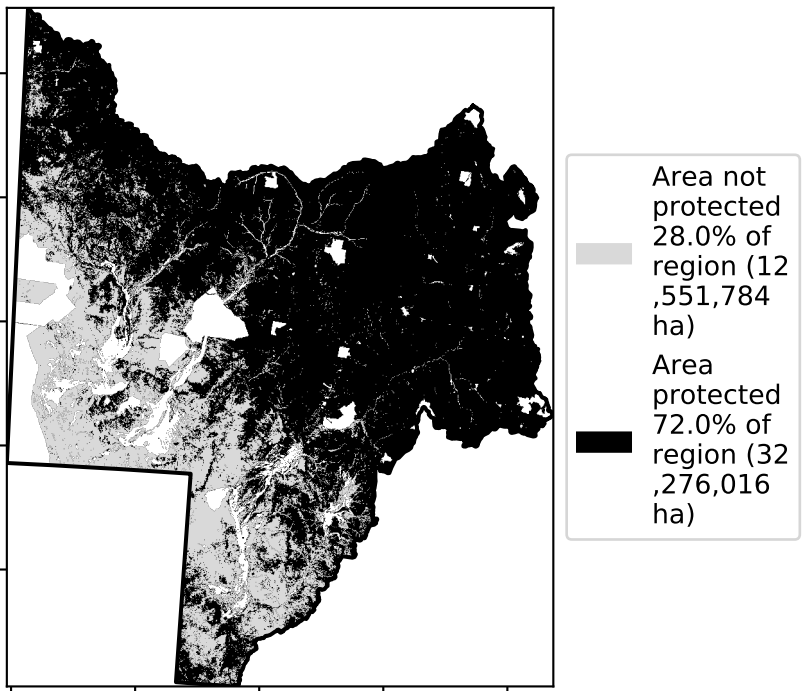 Area not
protected
28.0% of
region (12
,551,784
ha)
Area
protected
72.0% of
region (32
,276,016
ha)